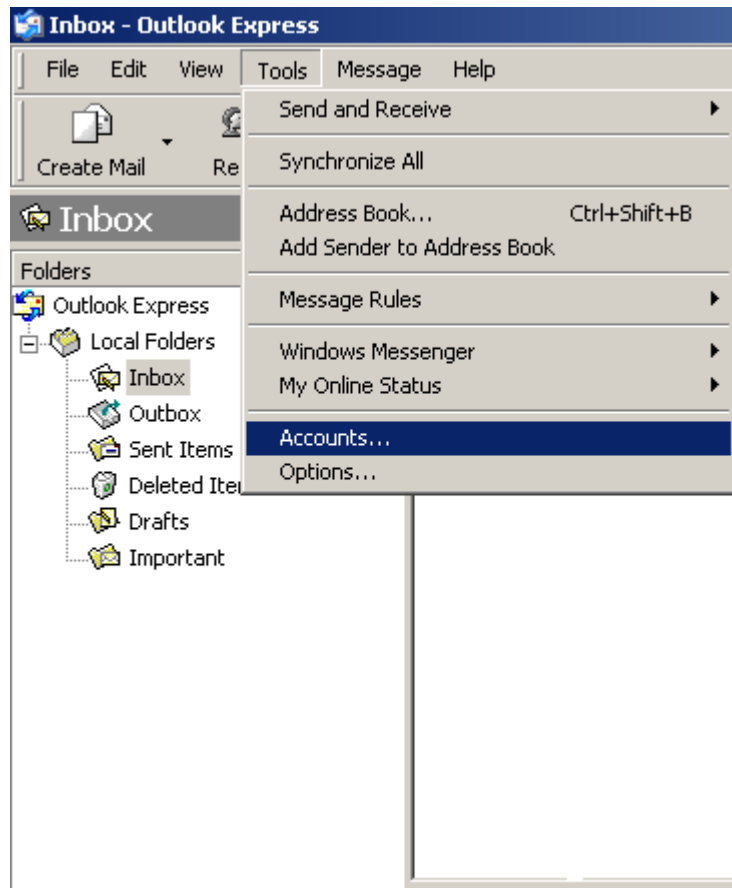 Inbox - Outlook Express
File Edit View Tools Message Help
Create Mail
Inbox
Folders
Outlook Express
Local Folders
Inbox
Outbox
Sent Items
Deleted
Drafts
Important
Send and Receive
Synchronize All
Address Book... Ctrl+Shift+B
Add Sender to Address Book
Message Rules
Windows Messenger
My Online Status
Accounts...
Options...